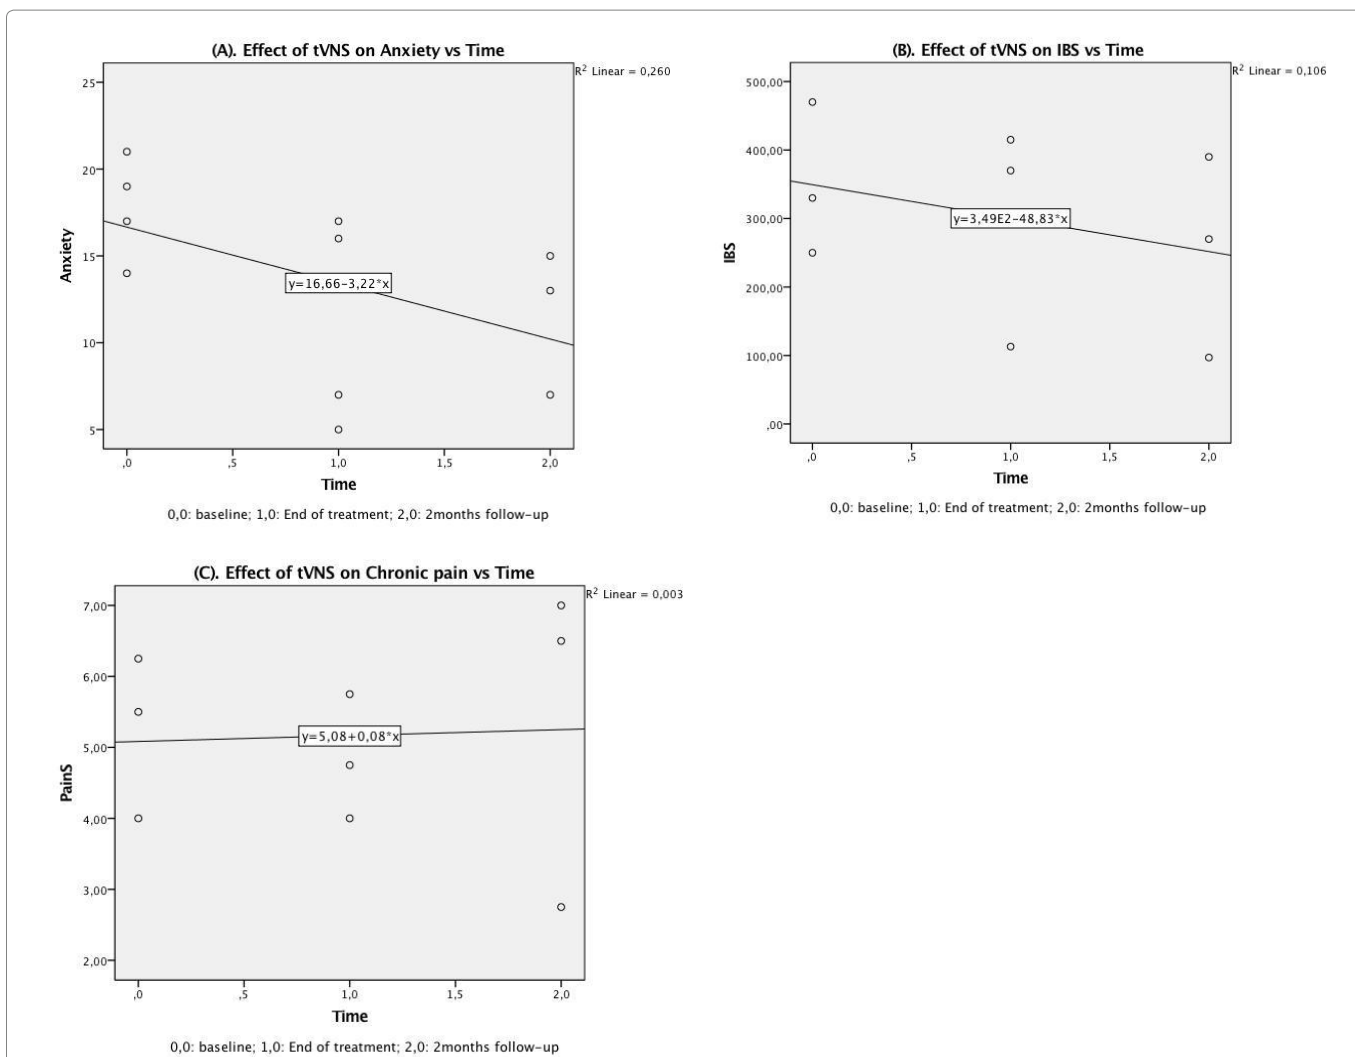 (A). Effect of tVNS on Anxiety vs Time
R² Linear = 0,260
25
20
15
10
5
Anxiety
y=16,66-3,22*x
,0 ,5 1,0 1,5 2,0
Time
0,0: baseline; 1,0: End of treatment; 2,0: 2months follow-up
(B). Effect of tVNS on IBS vs Time
R² Linear = 0,106
500,00
400,00
300,00
200,00
100,00
,00
IBS
y=3,49E2-48,83*x
,0 ,5 1,0 1,5 2,0
Time
0,0: baseline; 1,0: End of treatment; 2,0: 2months follow-up
(C). Effect of tVNS on Chronic pain vs Time
R² Linear = 0,003
7,00
6,00
5,00
4,00
3,00
2,00
PainS
y=5,08+0,08*x
,0 ,5 1,0 1,5 2,0
Time
0,0: baseline; 1,0: End of treatment; 2,0: 2months follow-up